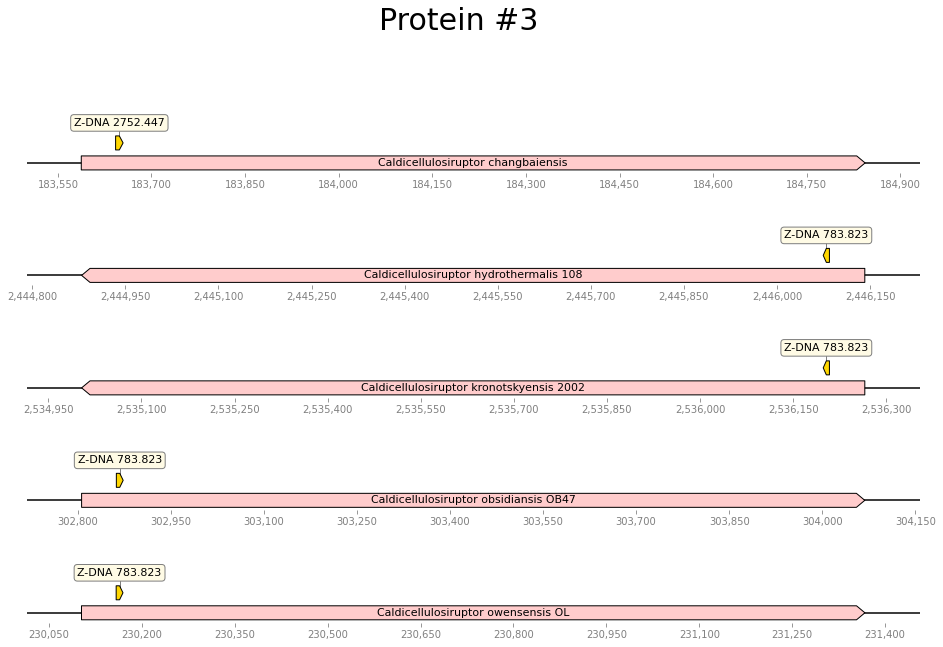 Protein #3
Z-DNA 2752.447
Caldicellulosiruptor changbaiensis
183,550 183,700 183,850 184,000 184,150 184,300 184,450 184,600 184,750 184,900
Z-DNA 783.823
Caldicellulosiruptor hydrothermalis 108
2,444,800 2,444,950 2,445,100 2,445,250 2,445,400 2,445,550 2,445,700 2,445,850 2,446,000 2,446,150
Z-DNA 783.823
Caldicellulosiruptor kronotskyensis 2002
2,534,950 2,535,100 2,535,250 2,535,400 2,535,550 2,535,700 2,535,850 2,536,000 2,536,150 2,536,300
Z-DNA 783.823
Caldicellulosiruptor obsidiansis OB47
302,800 302,950 303,100 303,250 303,400 303,550 303,700 303,850 304,000 304,150
Z-DNA 783.823
Caldicellulosiruptor owensensis OL
230,050 230,200 230,350 230,500 230,650 230,800 230,950 231,100 231,250 231,400